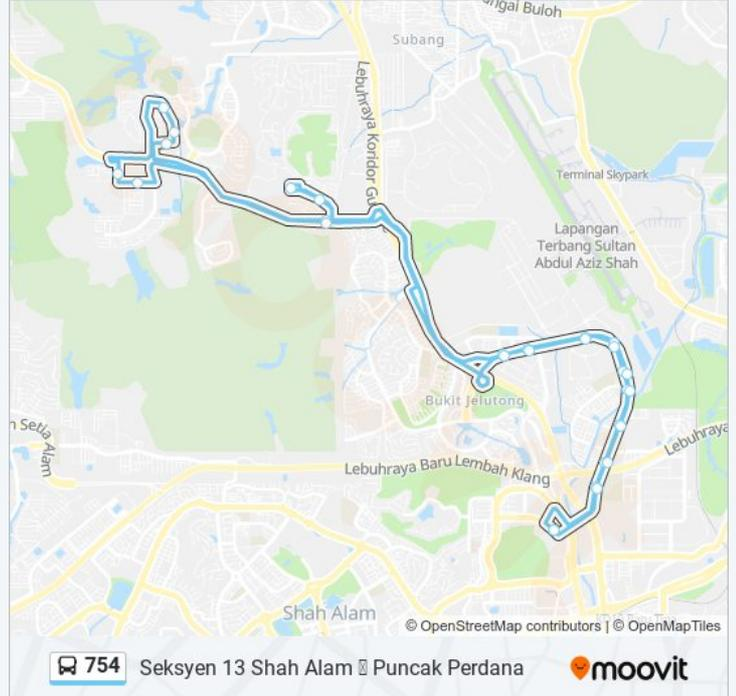 ungai Buloh
Subang
Lebuhraya Koridor Gu
Terminal Skypark
Lapangan
Terbang Sultan
Abdul Aziz Shah
Bukit Jelutong
n Setia Alam
Lebuhraya
Lebuhraya Baru Lembah Klang
Shah Alam
© OpenStreetMap contributors | © OpenMapTiles
754 Seksyen 13 Shah Alam Puncak Perdana
moovit